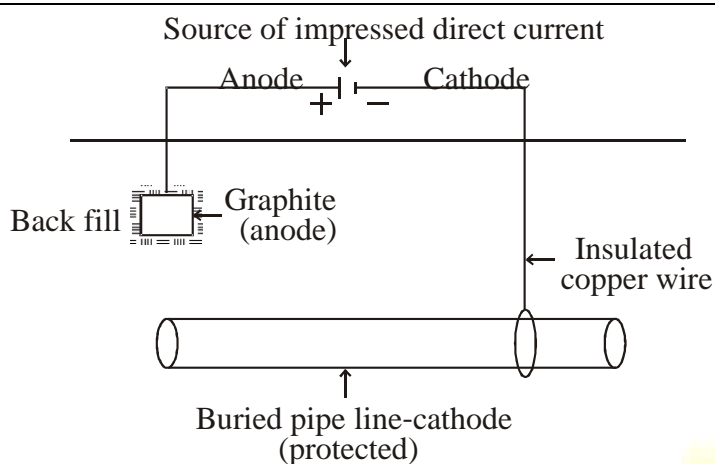 Source of impressed direct current
Anode
Cathode
+ −
Back fill
Graphite
(anode)
Insulated
copper wire
Buried pipe line-cathode
(protected)